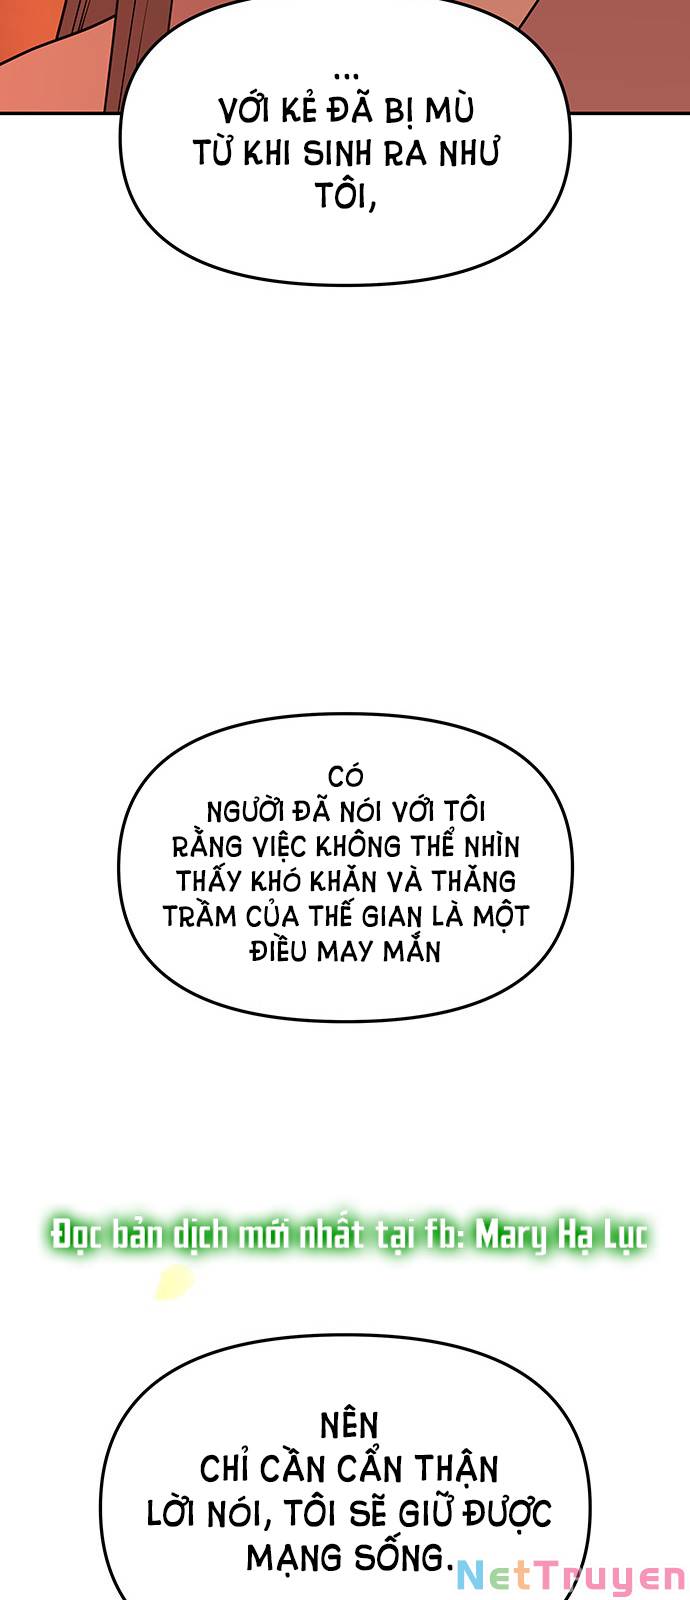 ...
VỚI KẺ ĐÃ BỊ MÙ
TỪ KHI SINH RA NHƯ
TÔI,
CÓ
NGƯỜI ĐÃ NÓI VỚI TÔI
RẰNG VIỆC KHÔNG THỂ NHÌN
THẤY KHÓ KHĂN VÀ THĂNG
TRẦM CỦA THẾ GIAN LÀ MỘT
ĐIỀU MAY MẮN
Đọc bản dịch mới nhất tại fb: Mary Hạ Lục
NÊN
CHỈ CẦN CẨN THẬN
LỜI NÓI, TÔI SẼ GIỮ ĐƯỢC
MẠNG SỐNG.
NetTruyen